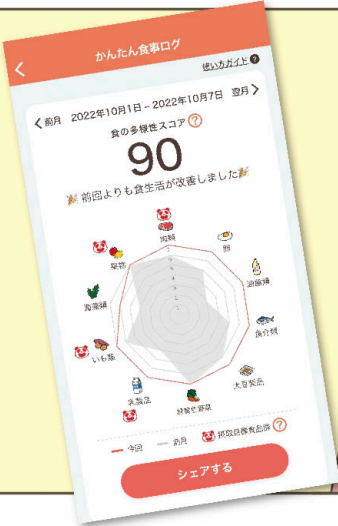 かんたん食事ログ
使い方ガイド
前月 2022年10月1日 - 2022年10月7日 翌月
食の多様性スコア
90
前回よりも食生活が改善しました
肉類
卵
油脂類
魚介類
大豆製品
緑黄色野菜
乳製品
いも類
海藻類
果物
今回 前月 摂取目標食品群
シェアする